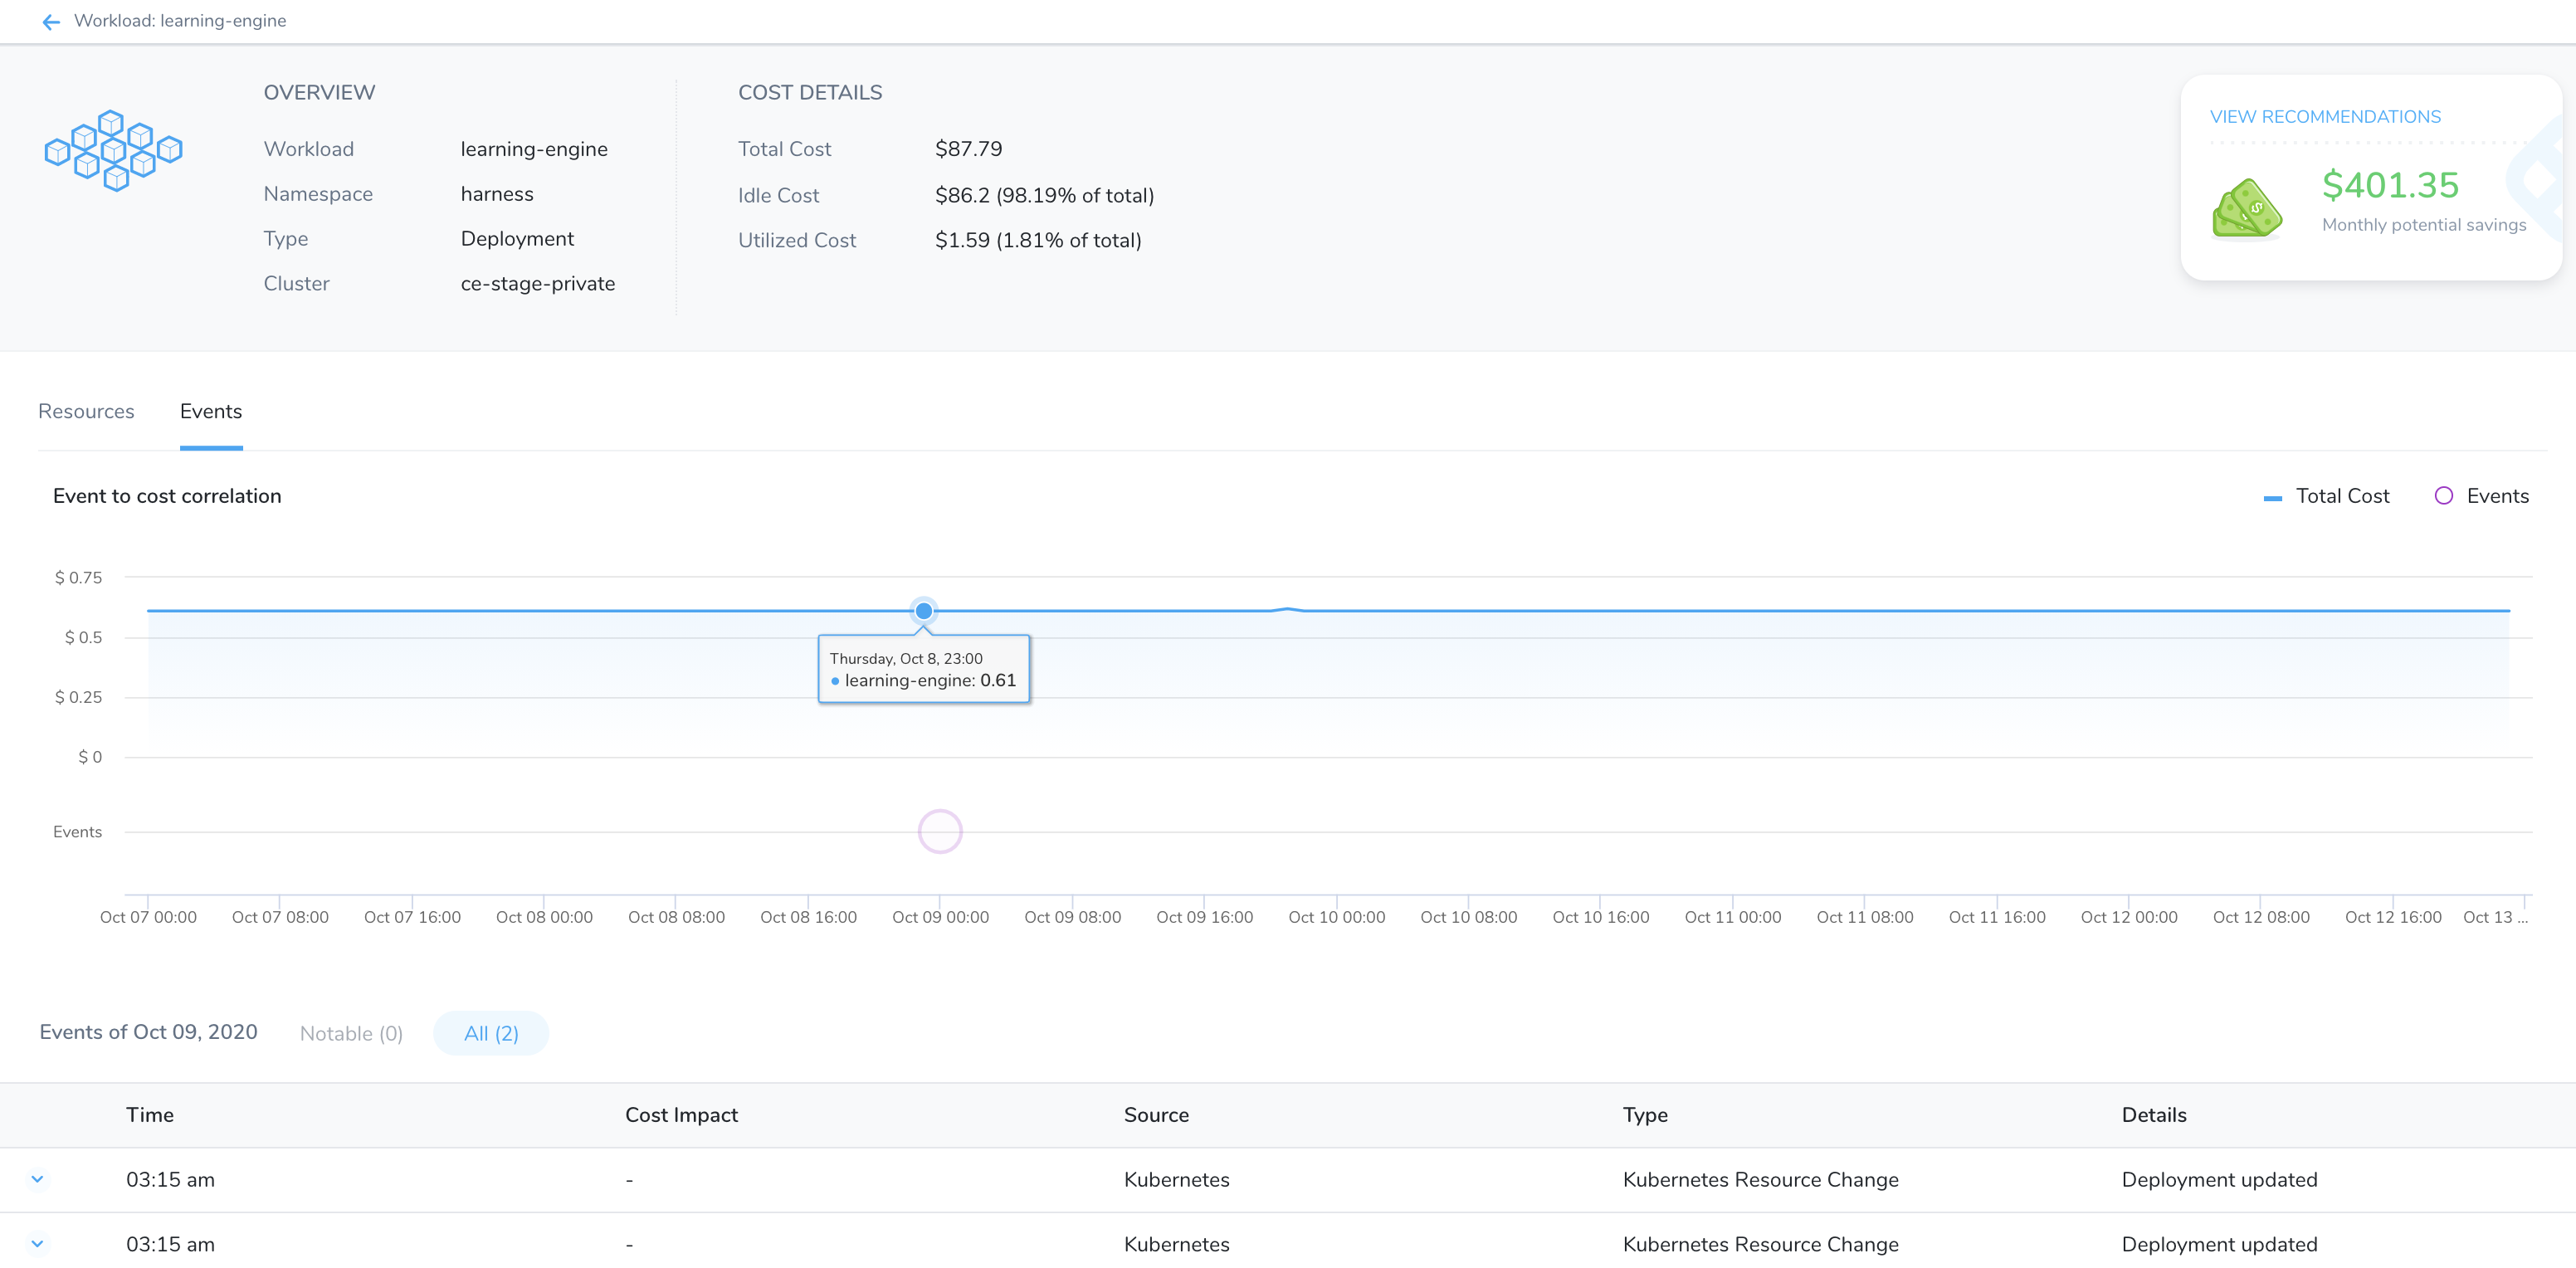 Workload: learning-engine
OVERVIEW
Workload learning-engine
Namespace harness
Type Deployment
Cluster ce-stage-private
COST DETAILS
Total Cost $87.79
Idle Cost $86.2 (98.19% of total)
Utilized Cost $1.59 (1.81% of total)
VIEW RECOMMENDATIONS
$401.35
Monthly potential savings
Resources Events
Event to cost correlation
Total Cost Events
$ 0.75
$ 0.5
$ 0.25
$ 0
Thursday, Oct 8, 23:00
learning-engine: 0.61
Events
Oct 07 00:00 Oct 07 08:00 Oct 07 16:00 Oct 08 00:00 Oct 08 08:00 Oct 08 16:00 Oct 09 00:00 Oct 09 08:00 Oct 09 16:00 Oct 10 00:00 Oct 10 08:00 Oct 10 16:00 Oct 11 00:00 Oct 11 08:00 Oct 11 16:00 Oct 12 00:00 Oct 12 08:00 Oct 12 16:00 Oct 13 ...
Events of Oct 09, 2020 Notable (0) All (2)
Time Cost Impact Source Type Details
03:15 am - Kubernetes Kubernetes Resource Change Deployment updated
03:15 am - Kubernetes Kubernetes Resource Change Deployment updated